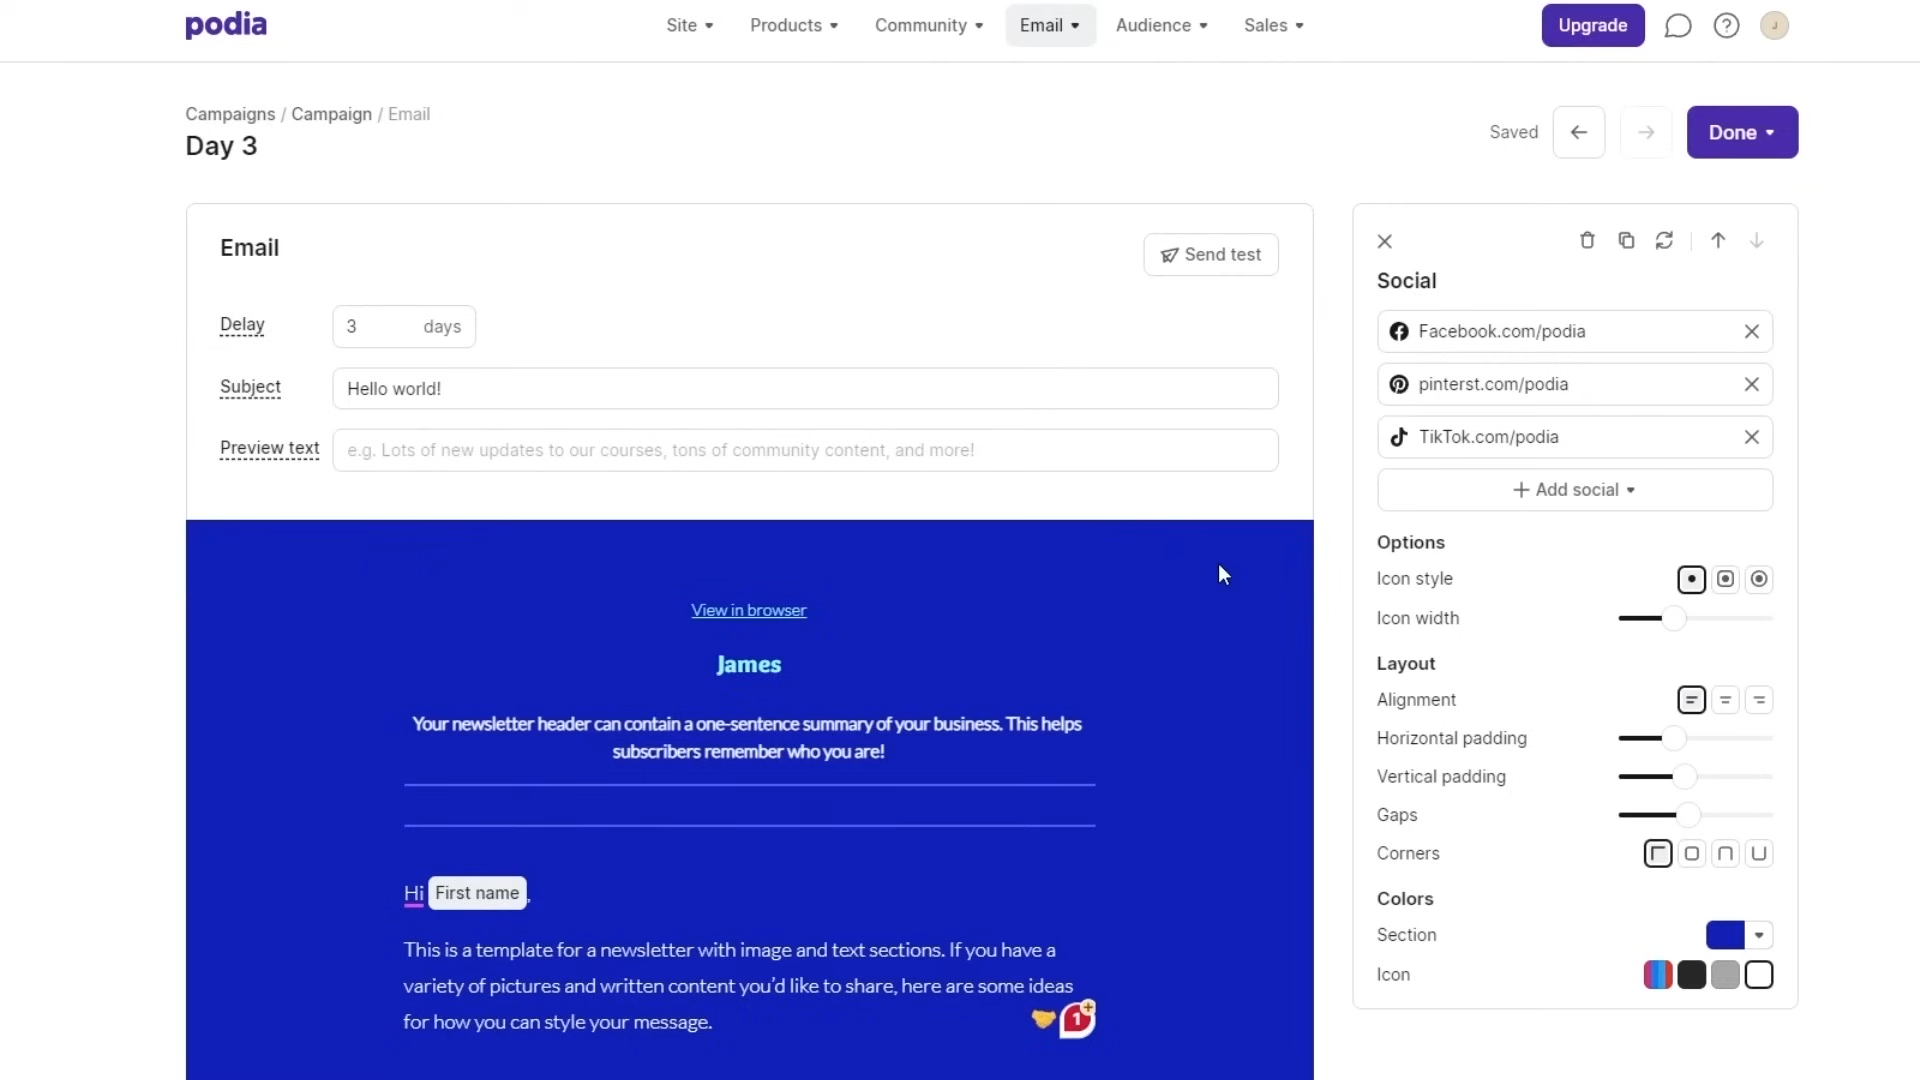 podia
Site
Products
Community
Email
Audience
Sales
Upgrade
J
Campaigns / Campaign / Email
Day 3
Saved
Done
Email
Send test
Delay
3 days
Subject
Hello world!
Preview text
e.g. Lots of new updates to our courses, tons of community content, and more!
View in browser
James
Your newsletter header can contain a one-sentence summary of your business. This helps
subscribers remember who you are!
Hi First name,
This is a template for a newsletter with image and text sections. If you have a
variety of pictures and written content you’d like to share, here are some ideas
for how you can style your message.
1
Social
Facebook.com/podia
pinterst.com/podia
TikTok.com/podia
Add social
Options
Icon style
Icon width
Layout
Alignment
Horizontal padding
Vertical padding
Gaps
Corners
Colors
Section
Icon